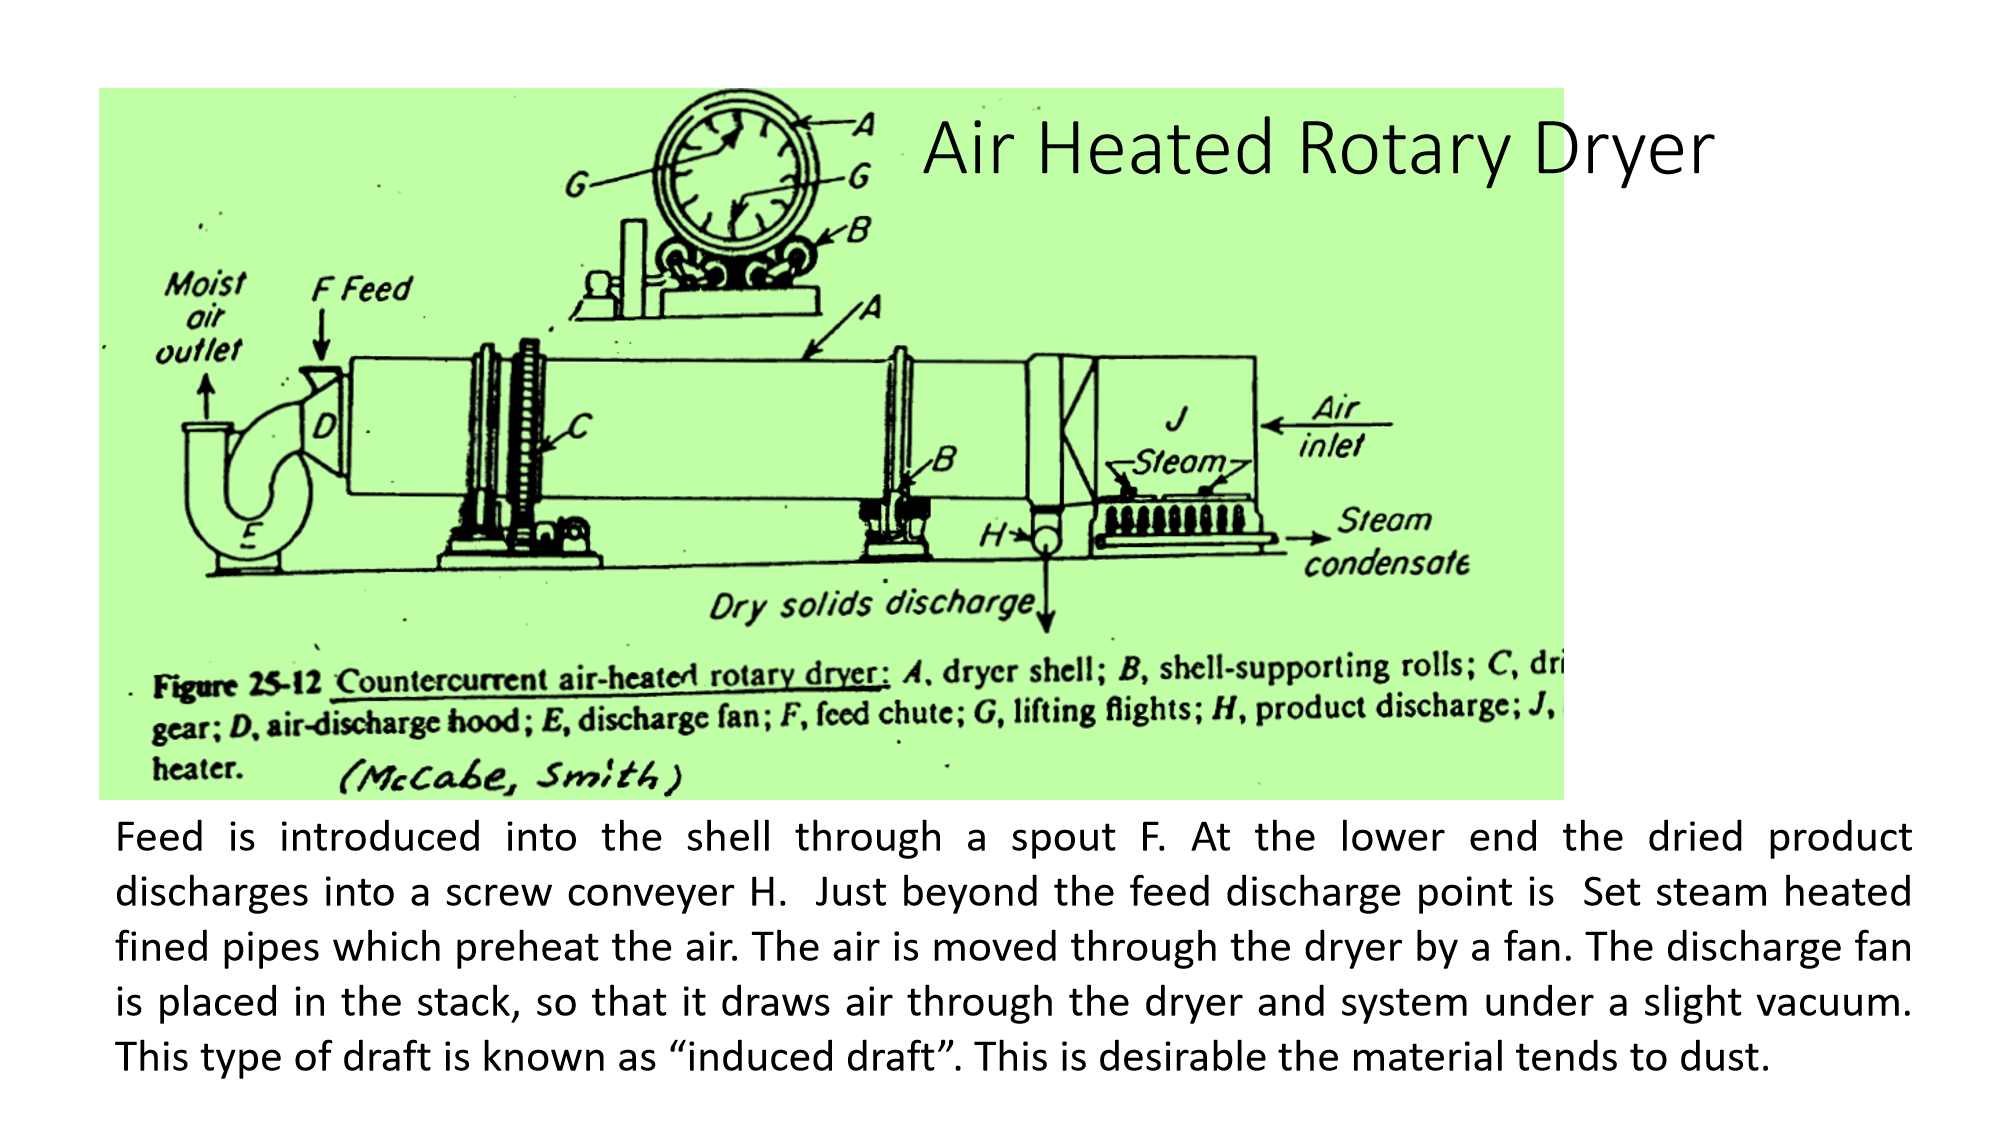 Air Heated Rotary Dryer
A
G
G
B
Moist
air
outlet
F Feed
A
D
C
J
Air
inlet
Steam
B
E
H
Steam
condensate
Dry solids discharge
Figure 25-12 Countercurrent air-heated rotary dryer: A, dryer shell; B, shell-supporting rolls; C, dri
gear; D, air-discharge hood; E, discharge fan; F, feed chute; G, lifting flights; H, product discharge; J,
heater. (McCabe, Smith)
Feed is introduced into the shell through a spout F. At the lower end the dried product
discharges into a screw conveyer H. Just beyond the feed discharge point is Set steam heated
fined pipes which preheat the air. The air is moved through the dryer by a fan. The discharge fan
is placed in the stack, so that it draws air through the dryer and system under a slight vacuum.
This type of draft is known as “induced draft”. This is desirable the material tends to dust.